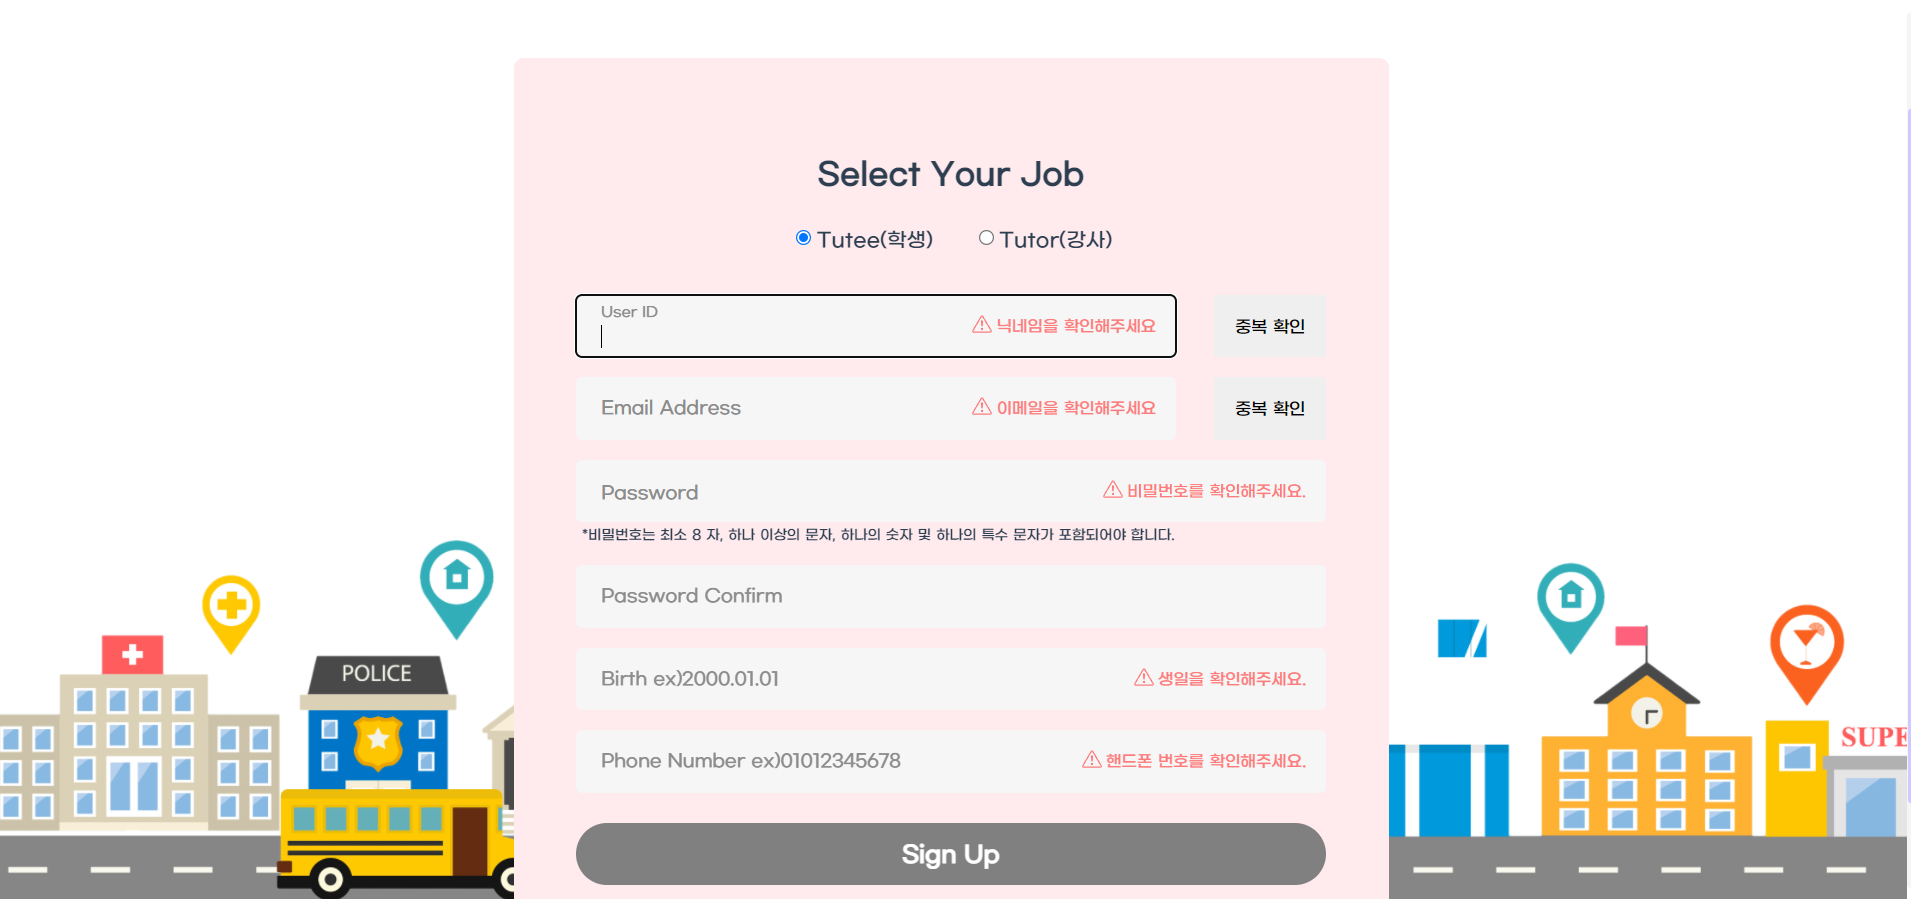 Select Your Job
Tutee(학생) Tutor(강사)
User ID
⚠ 닉네임을 확인해주세요
중복 확인
Email Address ⚠ 이메일을 확인해주세요 중복 확인
Password ⚠ 비밀번호를 확인해주세요.
*비밀번호는 최소 8 자, 하나 이상의 문자, 하나의 숫자 및 하나의 특수 문자가 포함되어야 합니다.
Password Confirm
Birth ex)2000.01.01 ⚠ 생일을 확인해주세요.
Phone Number ex)01012345678 ⚠ 핸드폰 번호를 확인해주세요.
Sign Up
POLICE
SUPE